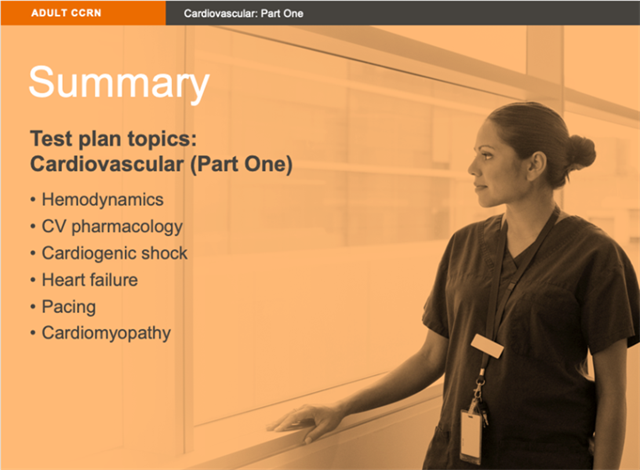 ADULT CCRN
Cardiovascular: Part One
Summary
Test plan topics:
Cardiovascular (Part One)
• Hemodynamics
• CV pharmacology
• Cardiogenic shock
• Heart failure
• Pacing
• Cardiomyopathy